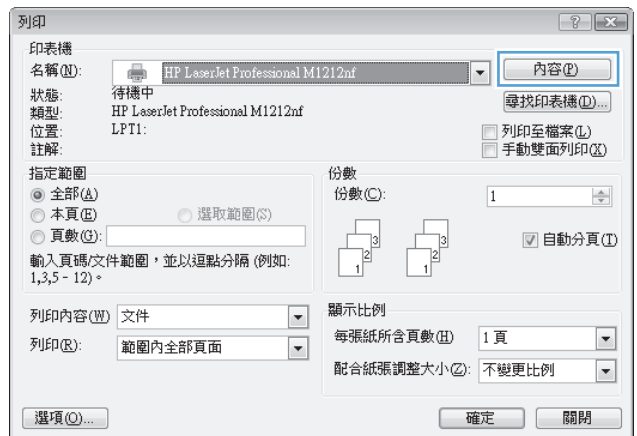 列印
印表機
名稱(N): HP LaserJet Professional M1212nf 內容(P)
狀態: 待機中
類型: HP LaserJet Professional M1212nf 尋找印表機(D)...
位置: LPT1: 列印至檔案(L)
註解: 手動雙面列印(X)
指定範圍
全部(A)
本頁(E) 選取範圍(S)
頁數(G):
輸入頁碼/文件範圍，並以逗點分隔 (例如:
1,3,5 - 12)。
份數
份數(C): 1
1 2 3 1 2 3
自動分頁(T)
列印內容(W) 文件
列印(R): 範圍內全部頁面
顯示比例
每張紙所含頁數(H) 1 頁
配合紙張調整大小(Z): 不變更比例
選項(O)... 確定 關閉